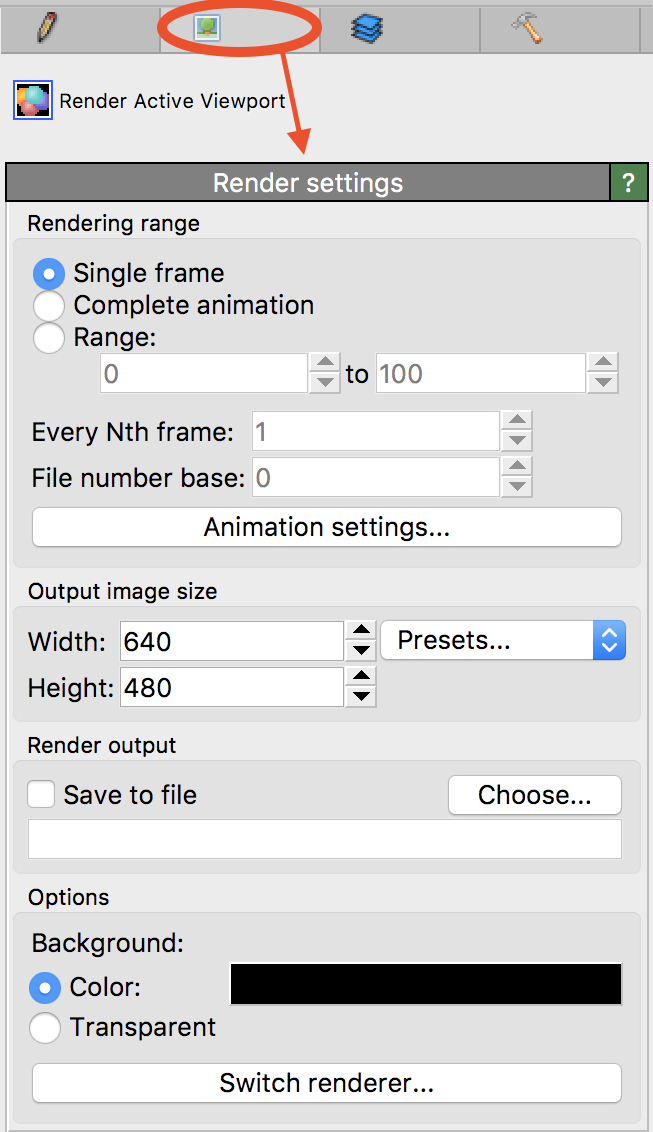 Render Active Viewport
Render settings ?
Rendering range
Single frame
Complete animation
Range:
0 to 100
Every Nth frame: 1
File number base: 0
Animation settings...
Output image size
Width: 640 Presets...
Height: 480
Render output
Save to file Choose...
Options
Background:
Color:
Transparent
Switch renderer...